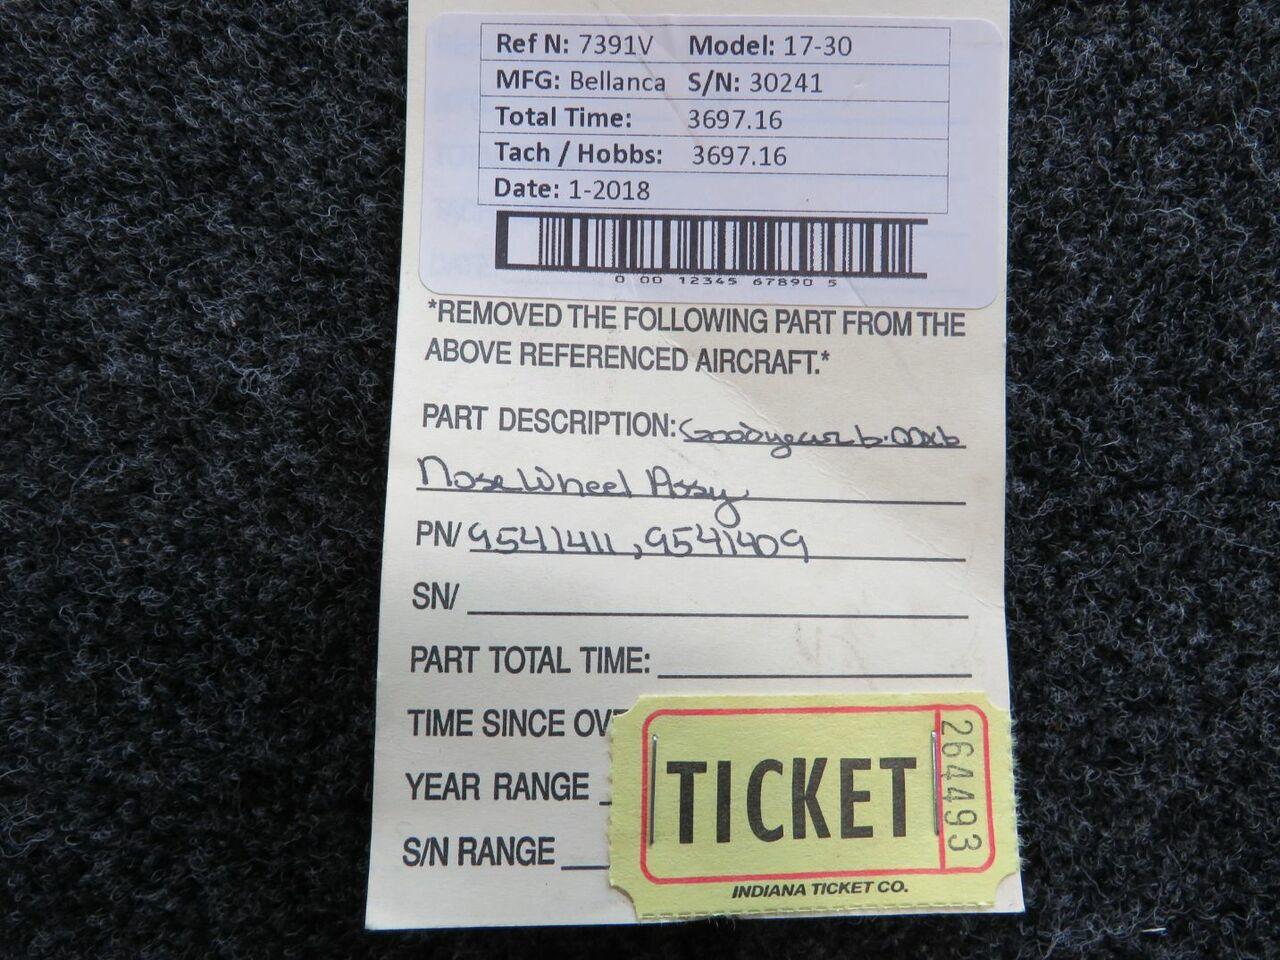 Ref N: 7391V Model: 17-30
MFG: Bellanca S/N: 30241
Total Time: 3697.16
Tach / Hobbs: 3697.16
Date: 1-2018
0 00 12345 67890 5
*REMOVED THE FOLLOWING PART FROM THE
ABOVE REFERENCED AIRCRAFT.*
PART DESCRIPTION: Goodyear 6.00x6
Nose Wheel Assy
PN/ 9541411, 9541409
SN/
PART TOTAL TIME:
TIME SINCE OV
YEAR RANGE
S/N RANGE
TICKET
264493
INDIANA TICKET CO.